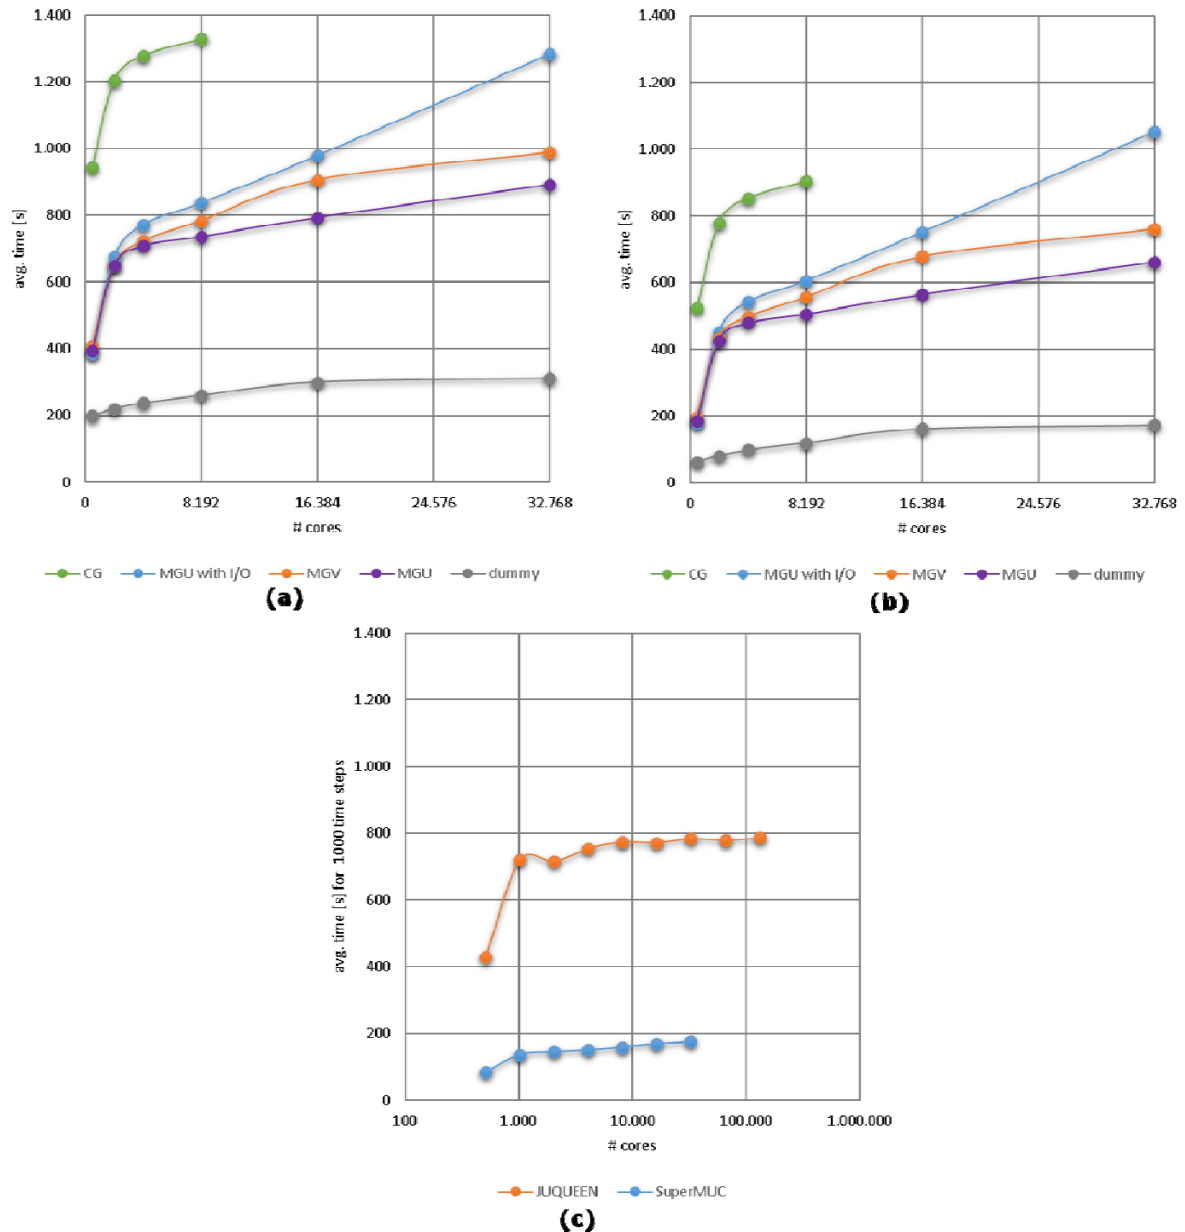 1.400
1.200
1.000
800
600
400
200
0
avg. time [s]
0 8.192 16.384 24.576 32.768
# cores
CG MGU with I/O MGV MGU dummy
(a)
1.400
1.200
1.000
800
600
400
200
0
avg. time [s]
0 8.192 16.384 24.576 32.768
# cores
CG MGU with I/O MGV MGU dummy
(b)
1.400
1.200
1.000
800
600
400
200
0
avg. time [s] for 1000 time steps
100 1.000 10.000 100.000 1.000.000
# cores
JUQUEEN SuperMUC
(c)